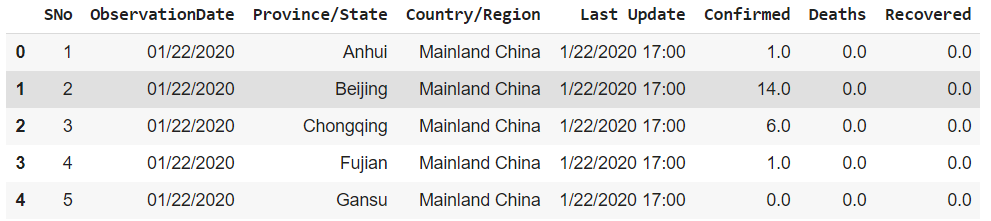 SNo ObservationDate Province/State Country/Region Last Update Confirmed Deaths Recovered
0 1 01/22/2020 Anhui Mainland China 1/22/2020 17:00 1.0 0.0 0.0
1 2 01/22/2020 Beijing Mainland China 1/22/2020 17:00 14.0 0.0 0.0
2 3 01/22/2020 Chongqing Mainland China 1/22/2020 17:00 6.0 0.0 0.0
3 4 01/22/2020 Fujian Mainland China 1/22/2020 17:00 1.0 0.0 0.0
4 5 01/22/2020 Gansu Mainland China 1/22/2020 17:00 0.0 0.0 0.0